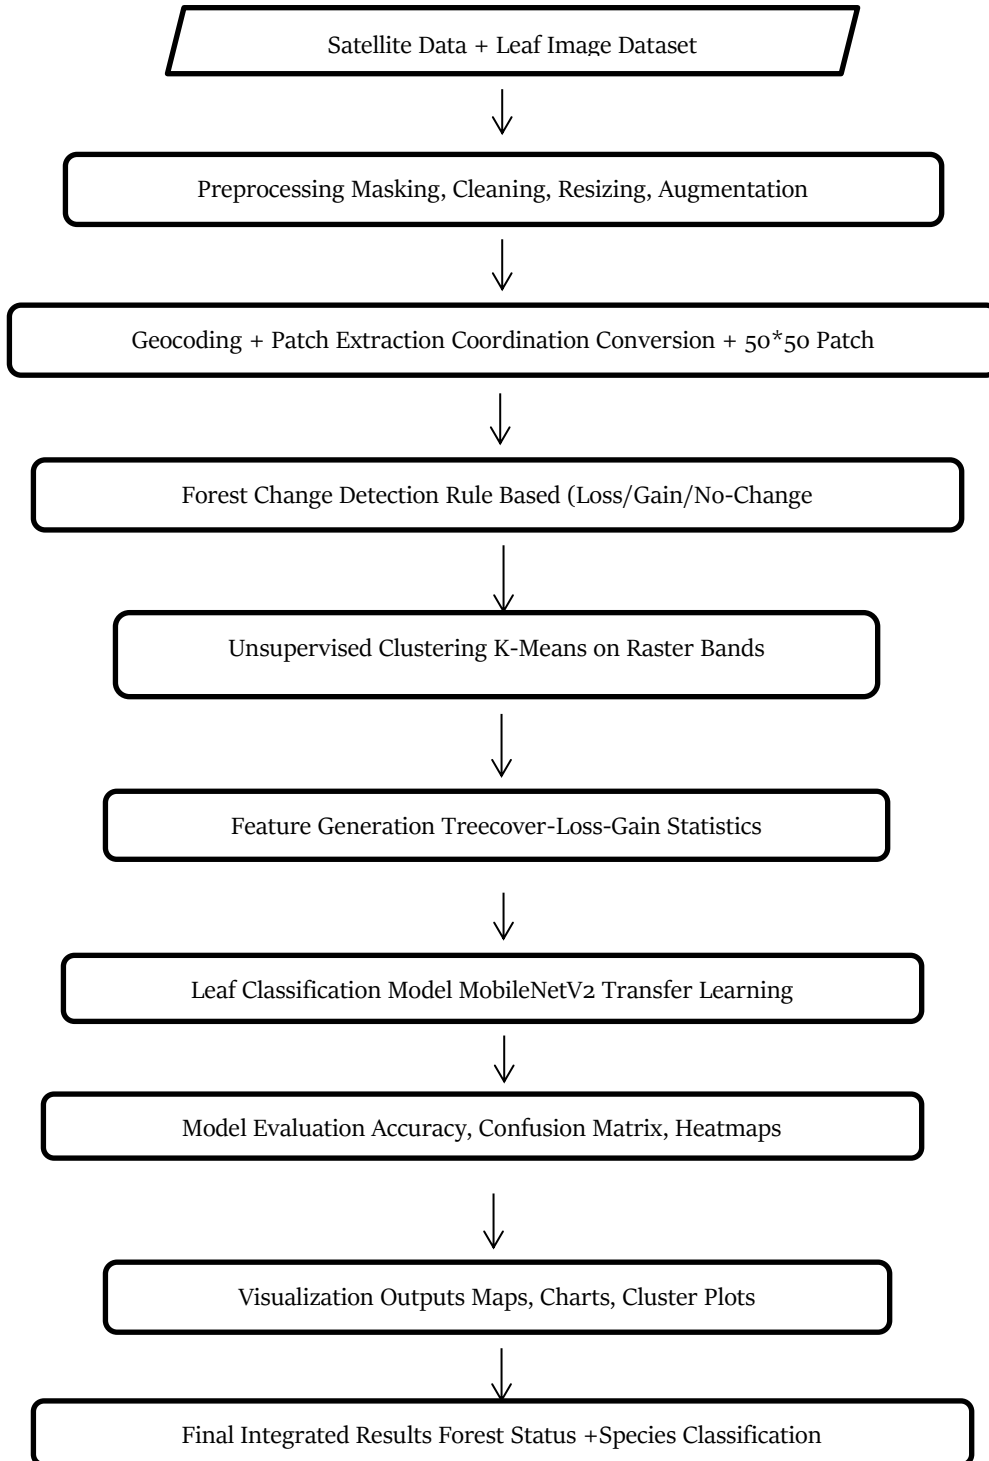 Satellite Data + Leaf Image Dataset
Preprocessing Masking, Cleaning, Resizing, Augmentation
Geocoding + Patch Extraction Coordination Conversion + 50*50 Patch
Forest Change Detection Rule Based (Loss/Gain/No-Change
Unsupervised Clustering K-Means on Raster Bands
Feature Generation Treecover-Loss-Gain Statistics
Leaf Classification Model MobileNetV2 Transfer Learning
Model Evaluation Accuracy, Confusion Matrix, Heatmaps
Visualization Outputs Maps, Charts, Cluster Plots
Final Integrated Results Forest Status +Species Classification